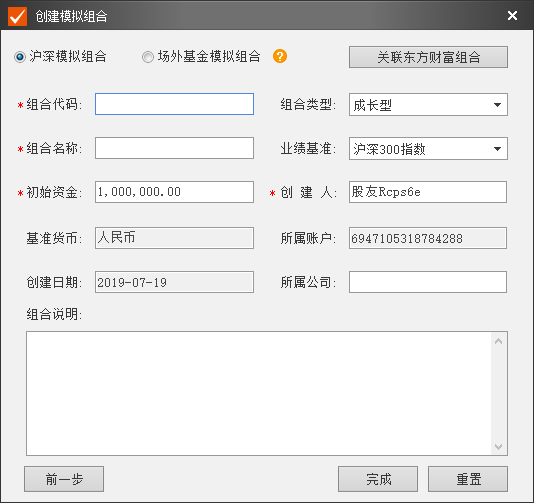 创建模拟组合
沪深模拟组合 场外基金模拟组合 ? 关联东方财富组合
*组合代码: 组合类型: 成长型
*组合名称: 业绩基准: 沪深300指数
*初始资金: 1,000,000.00 *创 建 人: 股友Rcps6e
基准货币: 人民币 所属账户: 6947105318784288
创建日期: 2019-07-19 所属公司:
组合说明:
前一步 完成 重置